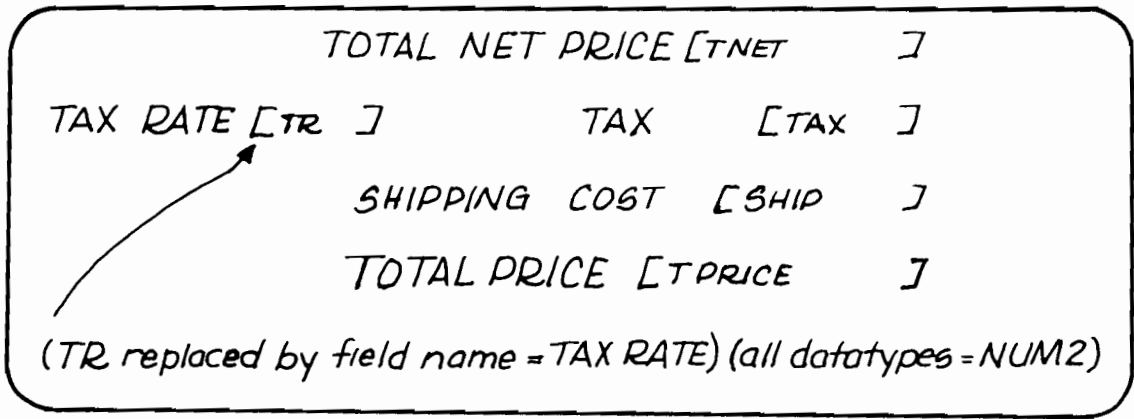 TOTAL NET PRICE [TNET ]
TAX RATE [TR ] TAX [TAX ]
SHIPPING COST [SHIP ]
TOTAL PRICE [TPRICE ]
(TR replaced by field name = TAX RATE) (all datatypes = NUM2)